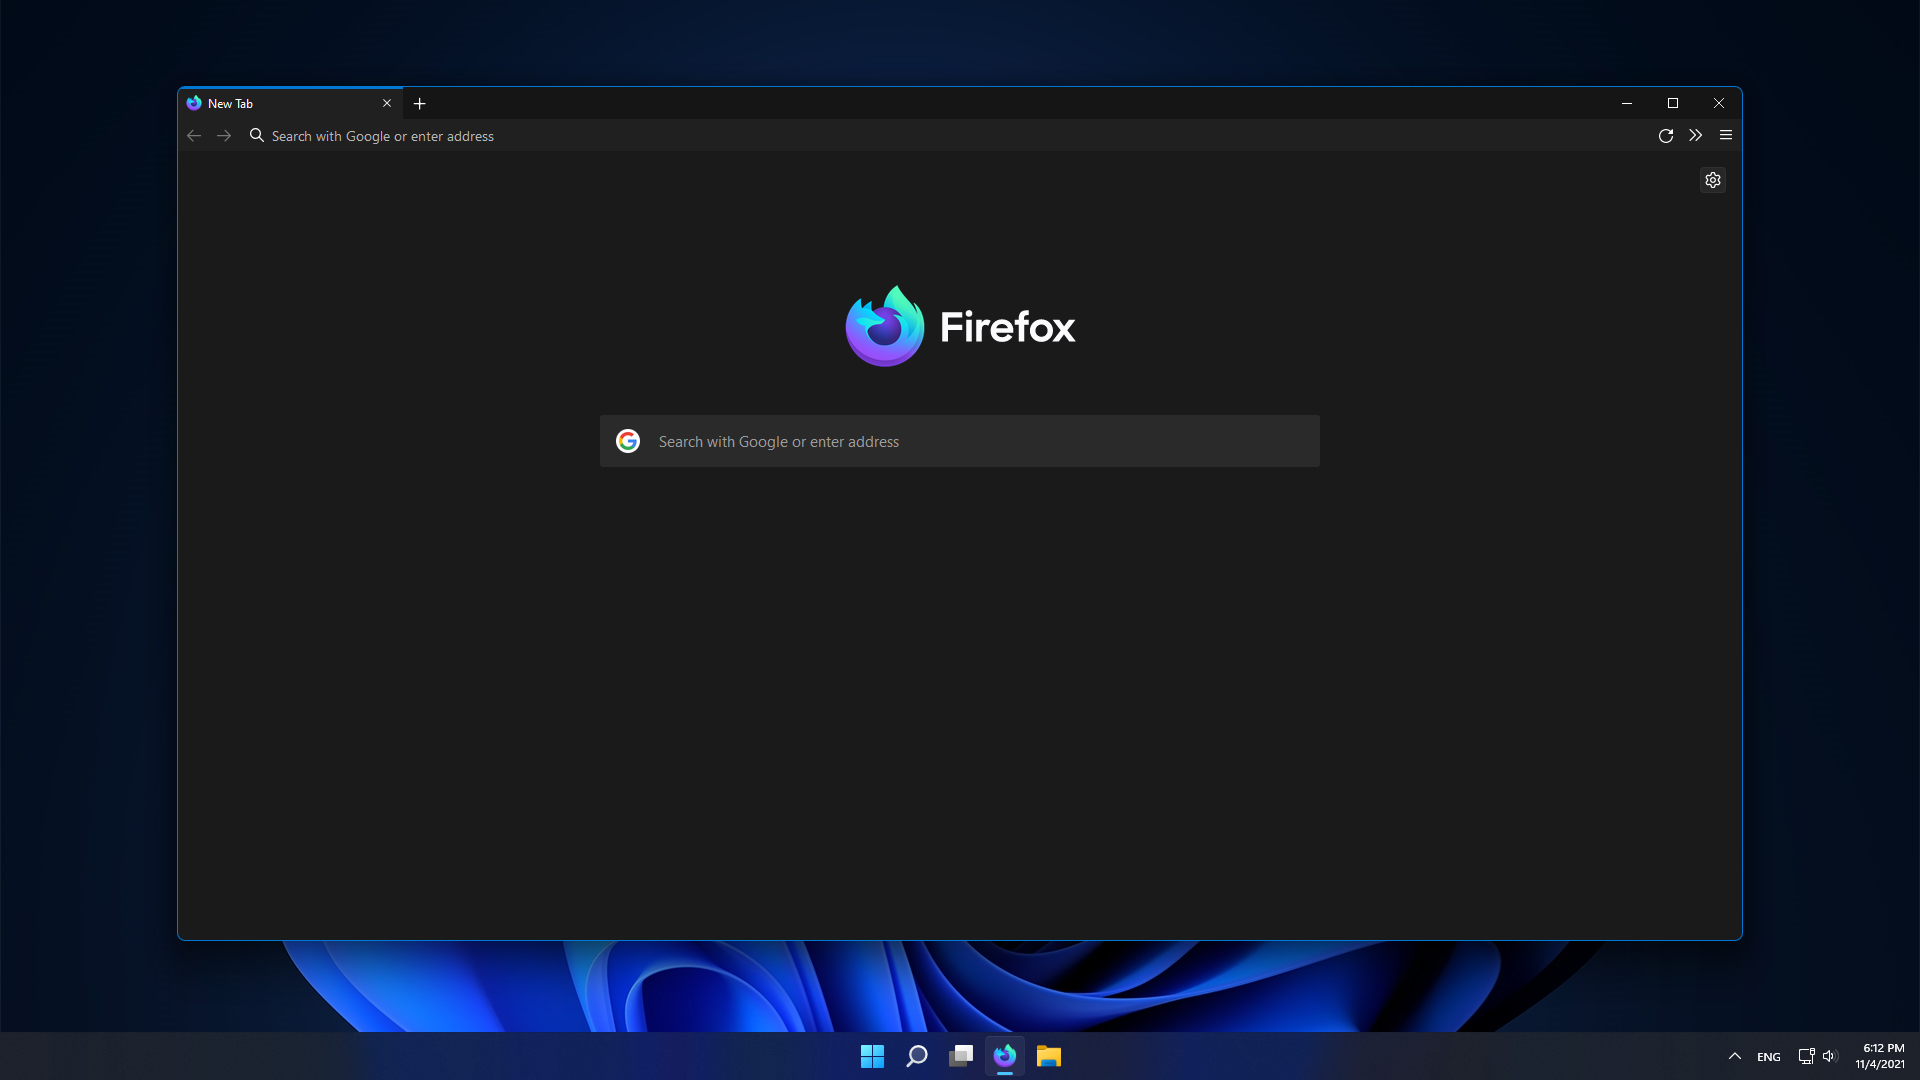 New Tab
Search with Google or enter address
Firefox
Search with Google or enter address
ENG
6:12 PM
11/4/2021